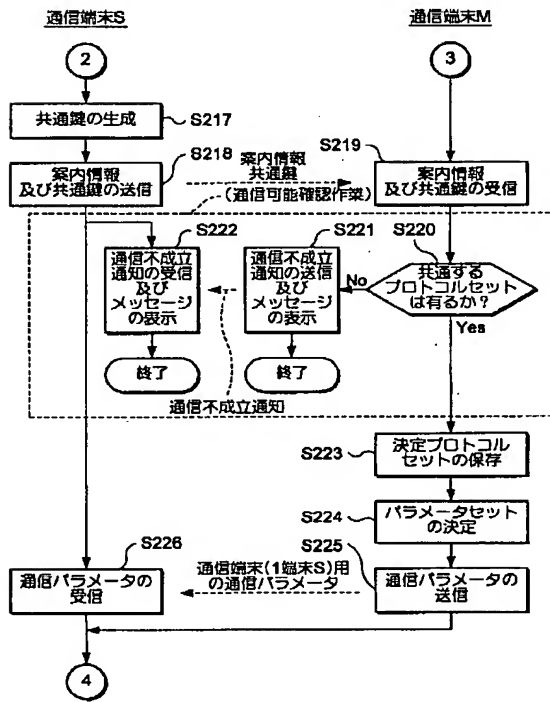 通信端末S
通信端末M
2
3
共通鍵の生成
S217
S218
案内情報
及び共通鍵の送信
案内情報
共通鍵
S219
案内情報
及び共通鍵の受信
(通信可能確認作業)
S222
通信不成立
通知の受信
及び
メッセージ
の表示
S221
通信不成立
通知の送信
及び
メッセージ
の表示
No
S220
共通する
プロトコルセット
は有るか？
Yes
終了
終了
通信不成立通知
S223
決定プロトコル
セットの保存
S224
パラメータセット
の決定
S226
通信パラメータの
受信
通信端末(1端末S)用
の通信パラメータ
S225
通信パラメータの
送信
4